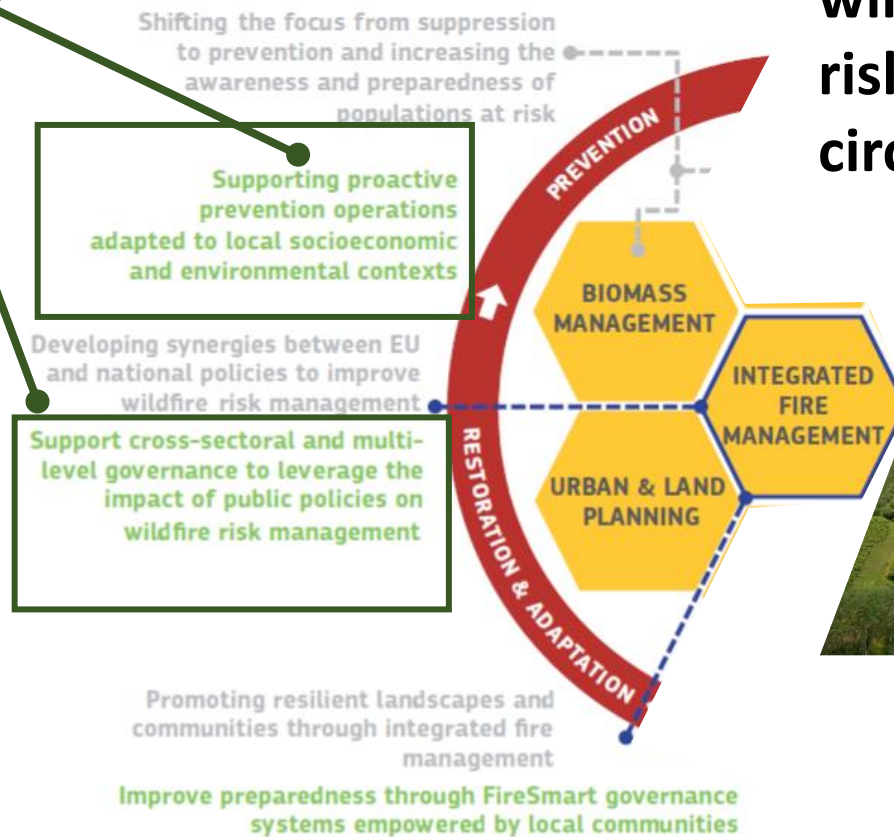 Shifting the focus from suppression
to prevention and increasing the
awareness and preparedness of
populations at risk
Supporting proactive
prevention operations
adapted to local socioeconomic
and environmental contexts
Developing synergies between EU
and national policies to improve
wildfire risk management
Support cross-sectoral and multi-
level governance to leverage the
impact of public policies on
wildfire risk management
Promoting resilient landscapes and
communities through integrated fire
management
Improve preparedness through FireSmart governance
systems empowered by local communities
PREVENTION
RESTORATION & ADAPTATION
BIOMASS
MANAGEMENT
INTEGRATED
FIRE
MANAGEMENT
URBAN & LAND
PLANNING